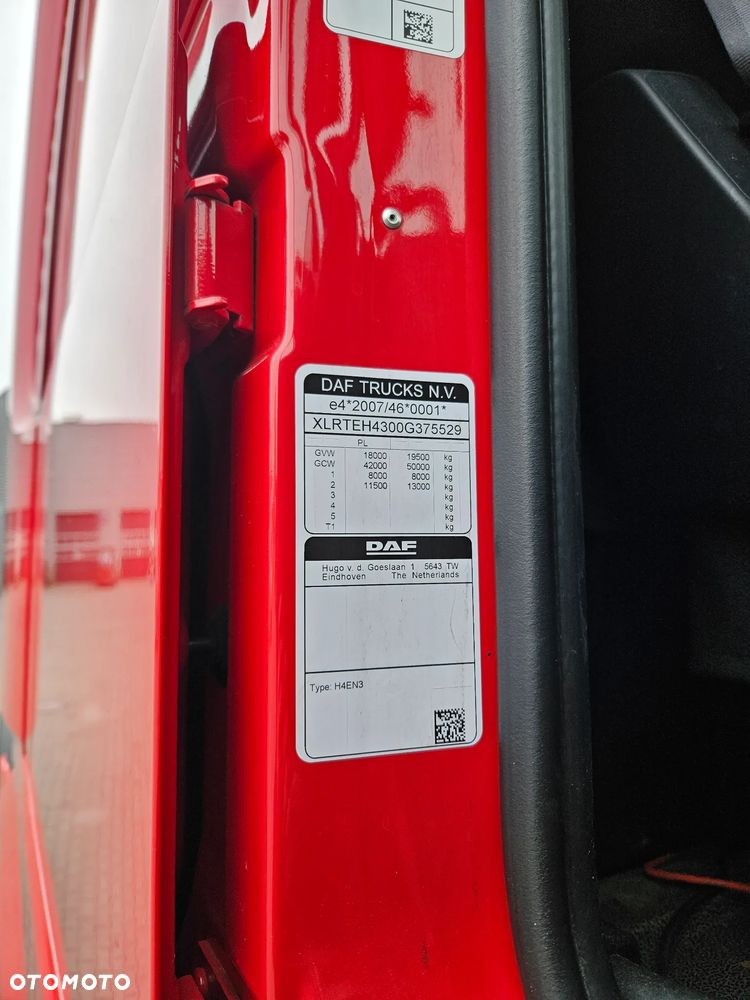 DAF TRUCKS N.V.
e4*2007/46*0001*
XLRTEH4300G375529
PL
GVW 18000 19500 kg
GCW 42000 50000 kg
1 8000 8000 kg
2 11500 13000 kg
3 kg
4 kg
5 kg
T1 kg
DAF
Hugo v. d. Goeslaan 1 5643 TW
Eindhoven The Netherlands
Type: H4EN3
OTOMOTO